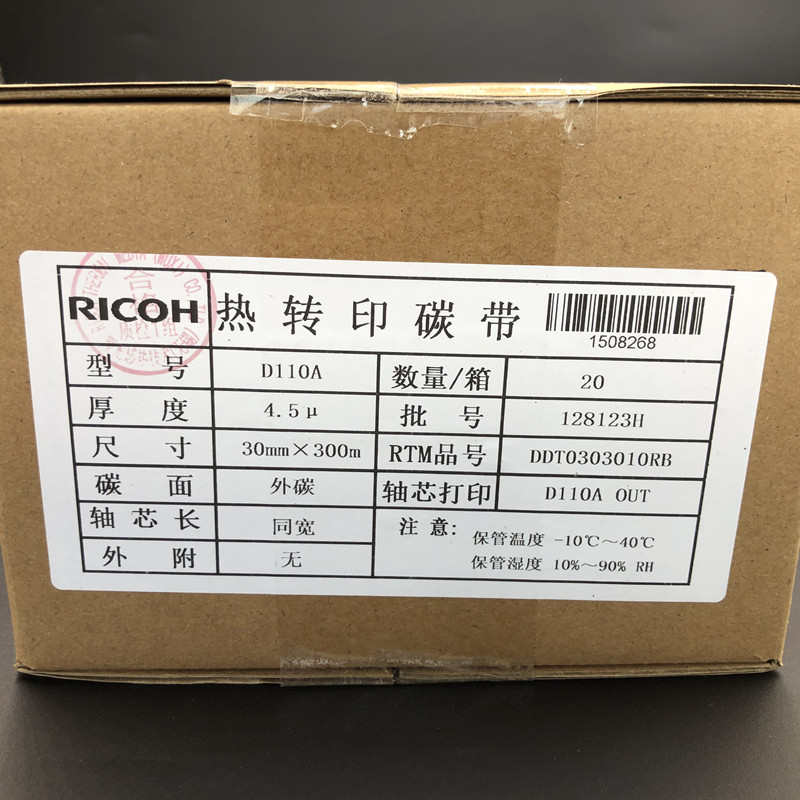 RICOH 热转印碳带
1508268
型号 D110A 数量/箱 20
厚度 4.5μ 批号 128123H
尺寸 30mm×300m RTM品号 DDT0303010RB
碳面 外碳 轴芯打印 D110A OUT
轴芯长 同宽 注意: 保管温度 -10℃～40℃
外附 无 保管湿度 10%～90% RH